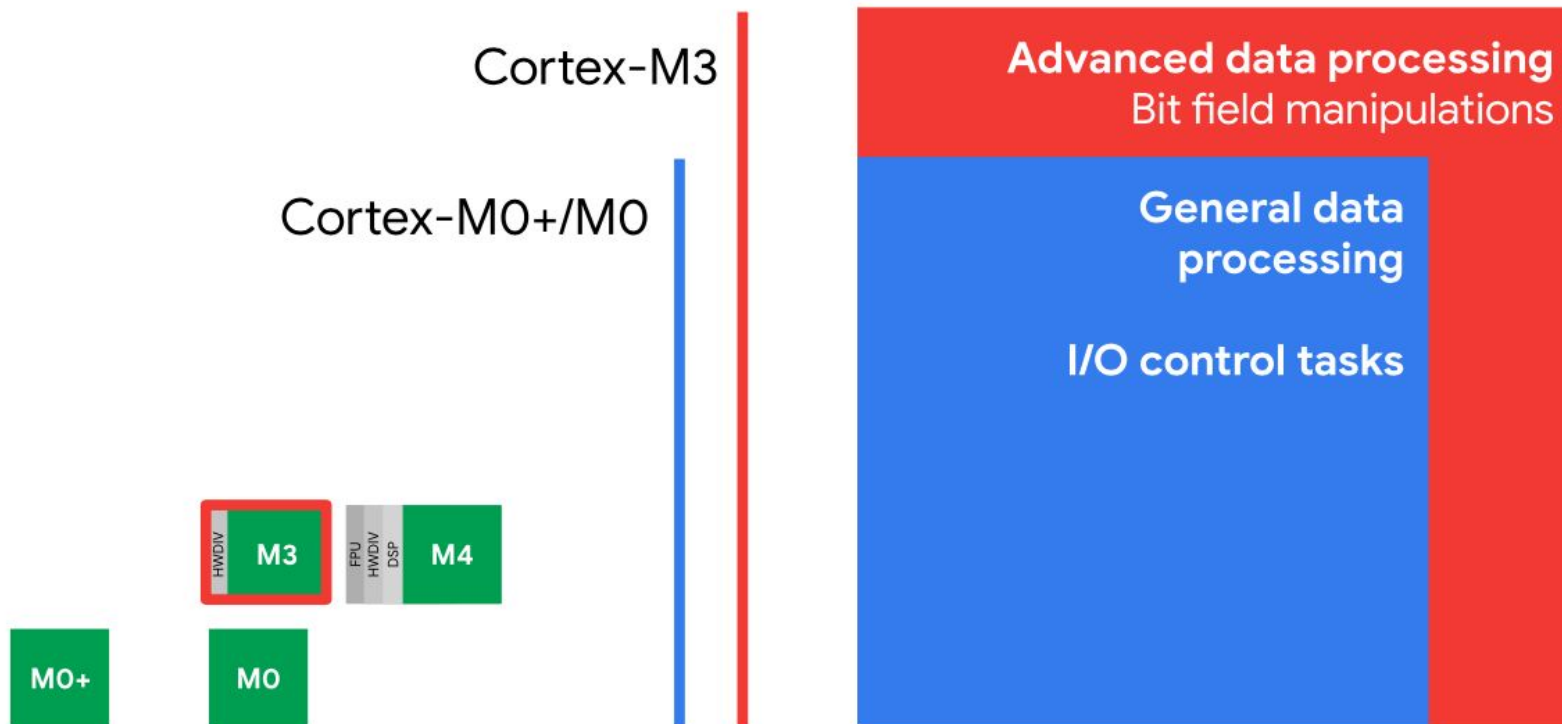 Cortex-M3
Advanced data processing
Bit field manipulations
Cortex-M0+/M0
General data
processing
I/O control tasks
HWDIV
M3
FPU
HWDIV
DSP
M4
M0+
M0